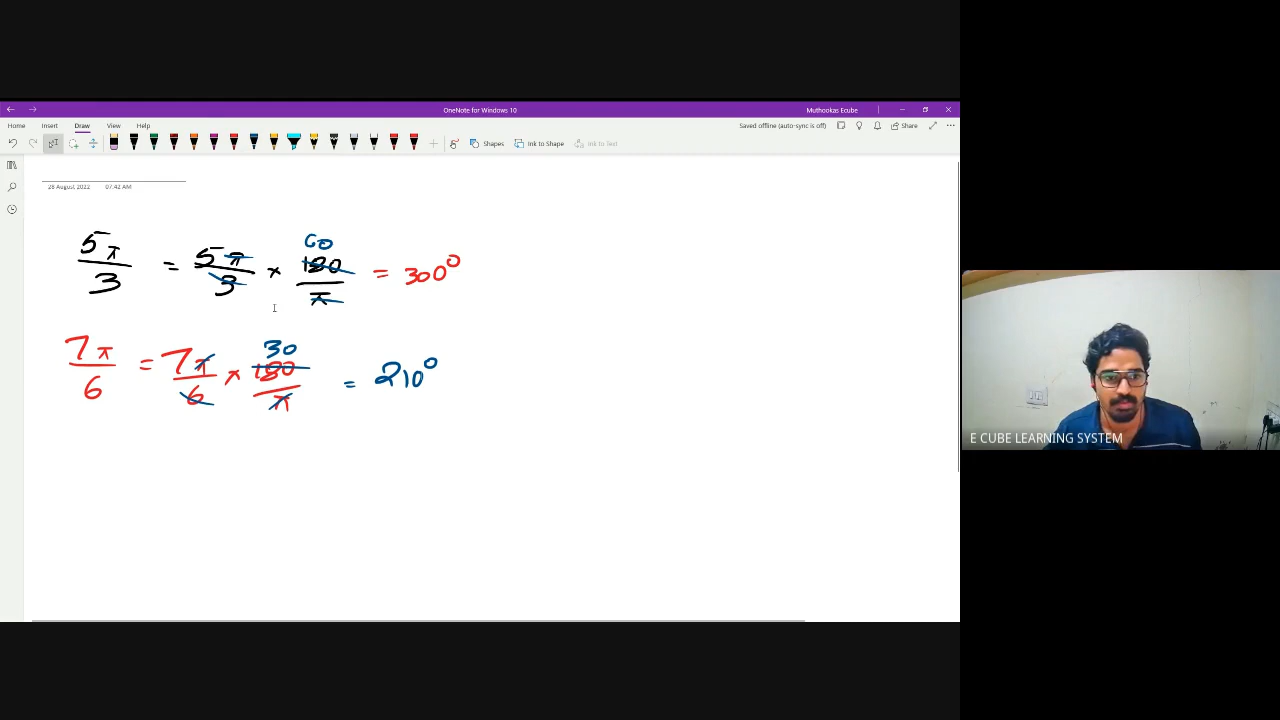 OneNote for Windows 10
Muthookas Ecube
Home Insert Draw View Help
Saved offline (auto-sync is off)
Share
Shapes
Ink to Shape
Ink to Text
28 August 2022 07:42 AM
5π/3 = 5π/3 × 180/π = 300°
60
7π/6 = 7π/6 × 180/π = 210°
30
E CUBE LEARNING SYSTEM